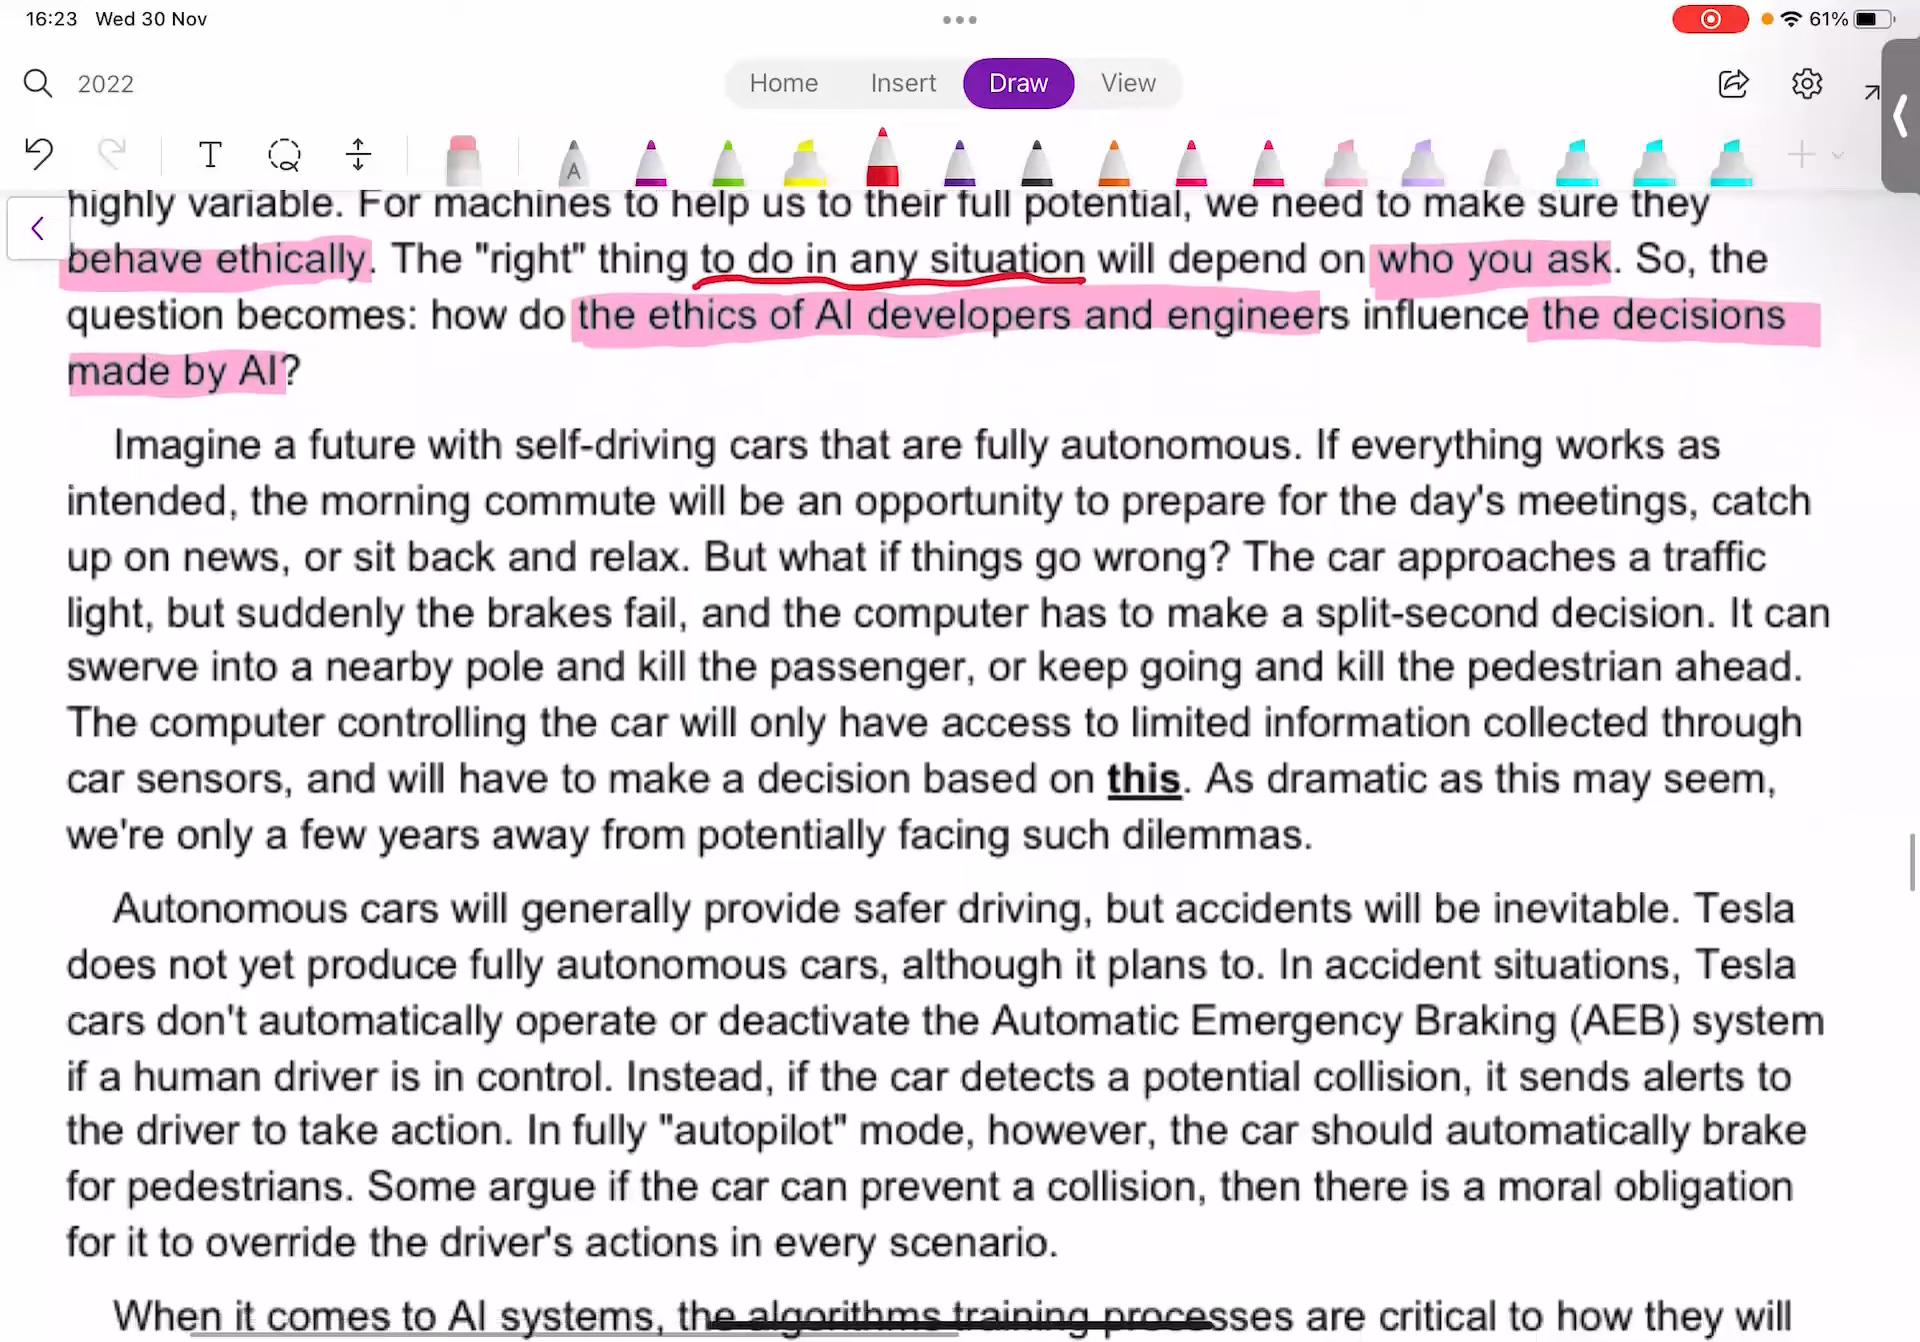 16:23 Wed 30 Nov
61%
2022
Home Insert Draw View
T
A
highly variable. For machines to help us to their full potential, we need to make sure they
behave ethically. The "right" thing to do in any situation will depend on who you ask. So, the
question becomes: how do the ethics of AI developers and engineers influence the decisions
made by AI?
Imagine a future with self-driving cars that are fully autonomous. If everything works as
intended, the morning commute will be an opportunity to prepare for the day's meetings, catch
up on news, or sit back and relax. But what if things go wrong? The car approaches a traffic
light, but suddenly the brakes fail, and the computer has to make a split-second decision. It can
swerve into a nearby pole and kill the passenger, or keep going and kill the pedestrian ahead.
The computer controlling the car will only have access to limited information collected through
car sensors, and will have to make a decision based on this. As dramatic as this may seem,
we're only a few years away from potentially facing such dilemmas.
Autonomous cars will generally provide safer driving, but accidents will be inevitable. Tesla
does not yet produce fully autonomous cars, although it plans to. In accident situations, Tesla
cars don't automatically operate or deactivate the Automatic Emergency Braking (AEB) system
if a human driver is in control. Instead, if the car detects a potential collision, it sends alerts to
the driver to take action. In fully "autopilot" mode, however, the car should automatically brake
for pedestrians. Some argue if the car can prevent a collision, then there is a moral obligation
for it to override the driver's actions in every scenario.
When it comes to AI systems, the algorithms training processes are critical to how they will